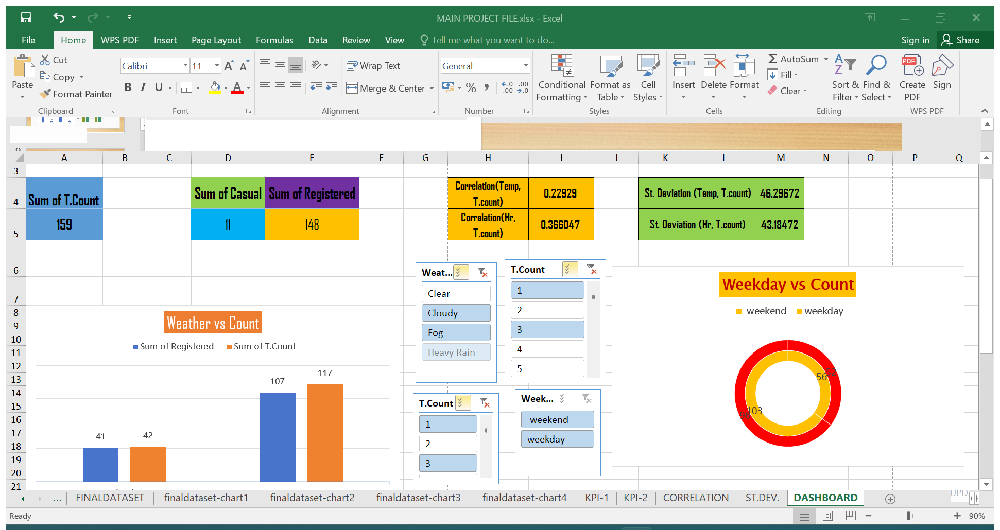 MAIN PROJECT FILE.xlsx - Excel
File Home WPS PDF Insert Page Layout Formulas Data Review View Tell me what you want to do... Sign in Share
Paste Cut Copy Format Painter Clipboard
Calibri 11 B I U Font
Wrap Text Merge & Center Alignment
General % Number
Conditional Formatting Format as Table Cell Styles Styles
Insert Delete Format Cells
AutoSum Fill Clear Sort & Filter Find & Select Editing
Create PDF Sign WPS PDF
A B C D E F G H I J K L M N O P Q
3
4 Sum of T.Count Sum of Casual Sum of Registered Correlation(Temp, T.count) 0.22929 St. Deviation (Temp, T.count) 46.29672
5 159 11 148 Correlation(Hr, T.count) 0.366047 St. Deviation (Hr, T.count) 43.18472
6
7
8
9
10
11
12
13
14
15
16
17
18
19
20
21
Weather vs Count
Sum of Registered Sum of T.Count
41 42 107 117
Weat...
Clear
Cloudy
Fog
Heavy Rain
T.Count
1
2
3
4
5
T.Count
1
2
3
Week...
weekend
weekday
Weekday vs Count
weekend weekday
52
56
103
96
... FINALDATASET finaldataset-chart1 finaldataset-chart2 finaldataset-chart3 finaldataset-chart4 KPI-1 KPI-2 CORRELATION ST.DEV. DASHBOARD
Ready 90%